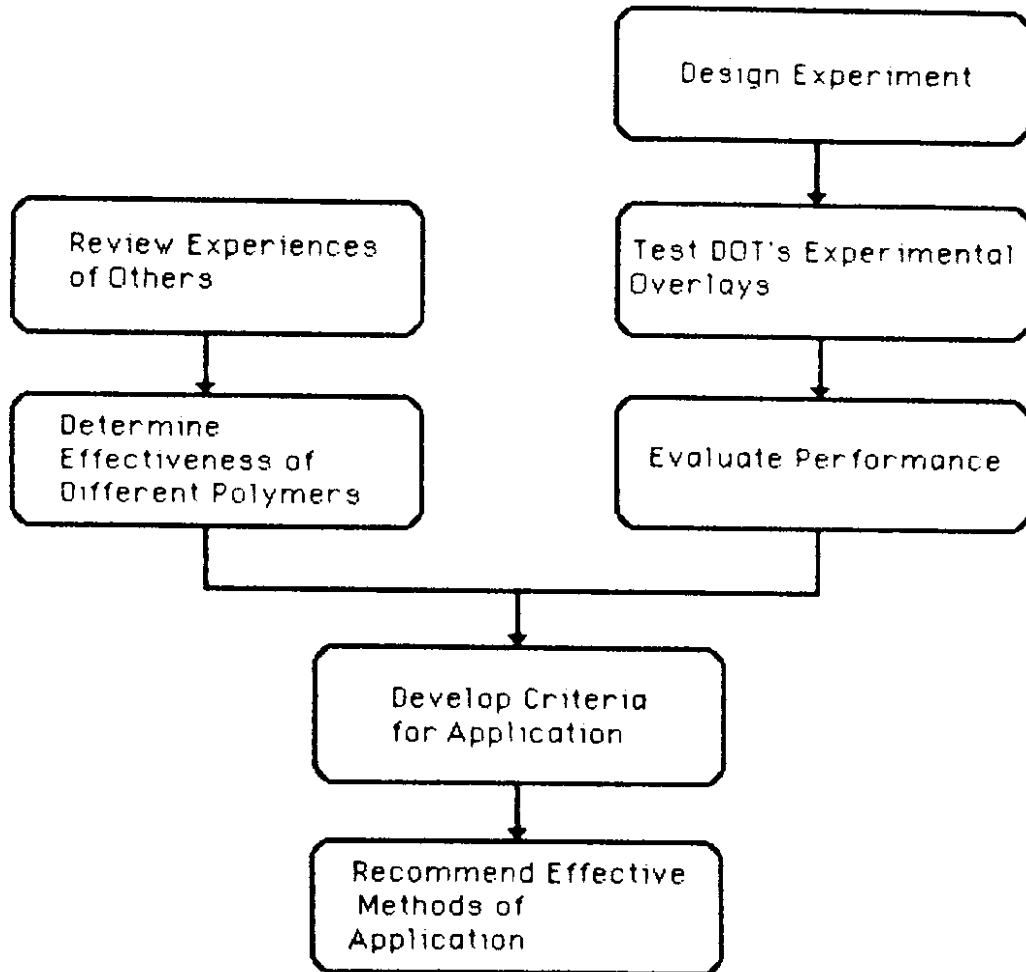 Design Experiment
Review Experiences
of Others
Test DOT's Experimental
Overlays
Determine
Effectiveness of
Different Polymers
Evaluate Performance
Develop Criteria
for Application
Recommend Effective
Methods of
Application